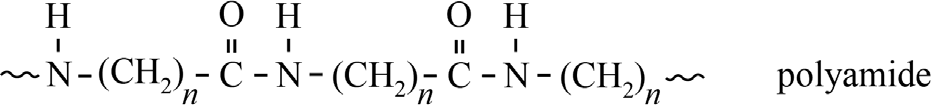 H O H O H
~N–(CH₂)ₙ–C–N–(CH₂)ₙ–C–N–(CH₂)ₙ~ polyamide